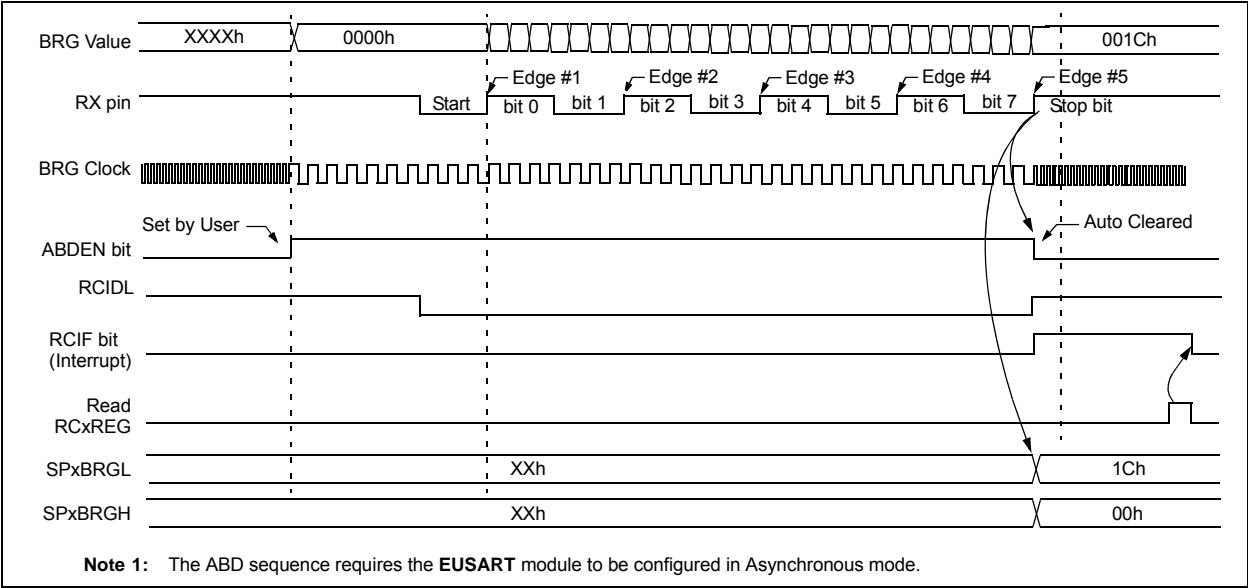 BRG Value XXXXh 0000h 001Ch
Edge #1 Edge #2 Edge #3 Edge #4 Edge #5
RX pin Start bit 0 bit 1 bit 2 bit 3 bit 4 bit 5 bit 6 bit 7 Stop bit
BRG Clock
Set by User Auto Cleared
ABDEN bit
RCIDL
RCIF bit
(Interrupt)
Read
RCxREG
SPxBRGL XXh 1Ch
SPxBRGH XXh 00h
Note 1: The ABD sequence requires the EUSART module to be configured in Asynchronous mode.